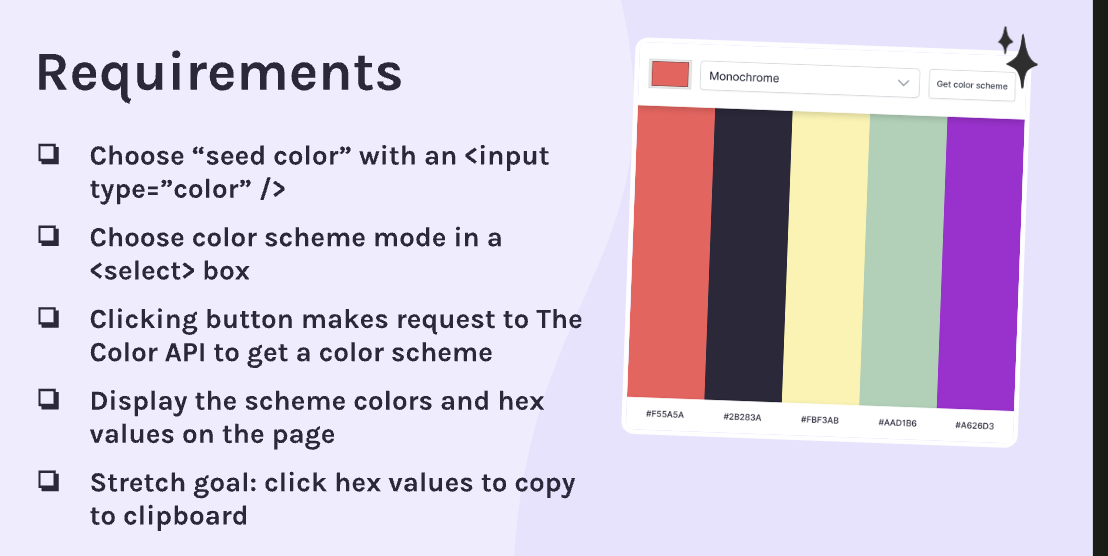 Requirements
Choose “seed color” with an <input
type=”color” />
Choose color scheme mode in a
<select> box
Clicking button makes request to The
Color API to get a color scheme
Display the scheme colors and hex
values on the page
Stretch goal: click hex values to copy
to clipboard
Monochrome
Get color scheme
#F55A5A
#2B283A
#FBF3AB
#AAD1B6
#A626D3